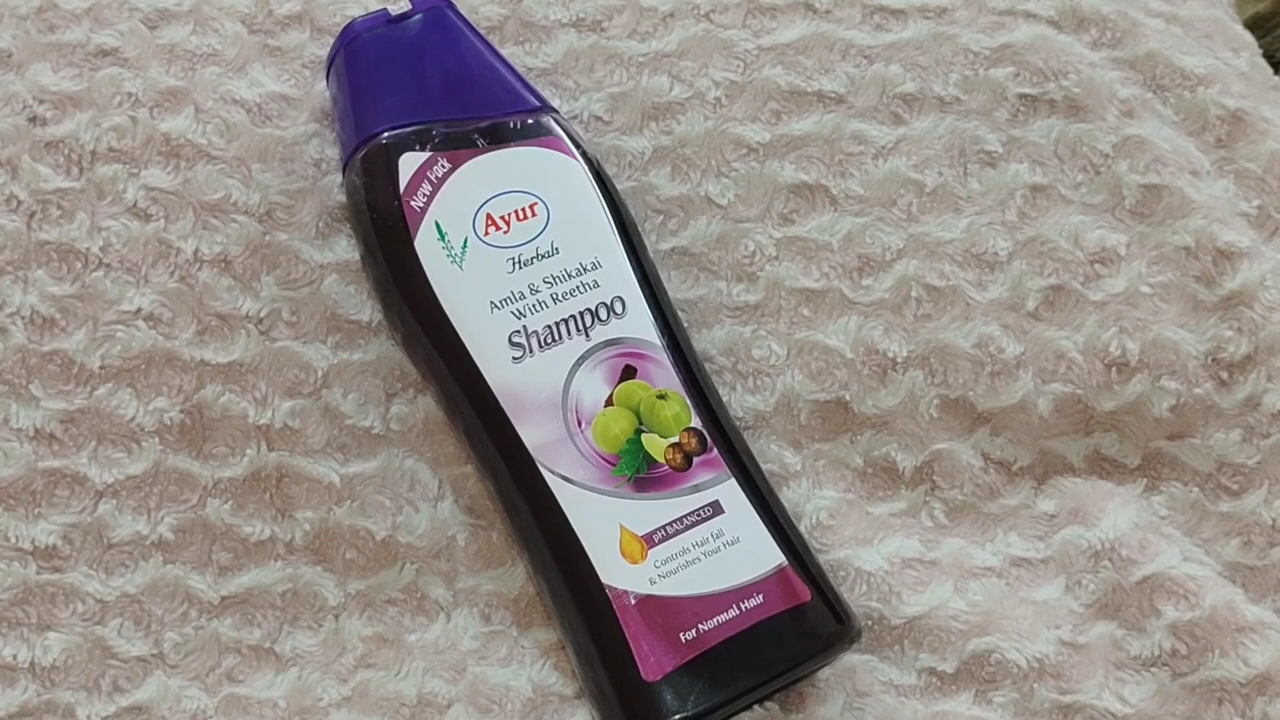 New Pack
Ayur
Herbals
Amla & Shikakai
With Reetha
Shampoo
pH BALANCED
Controls Hair fall
& Nourishes Your Hair
For Normal Hair